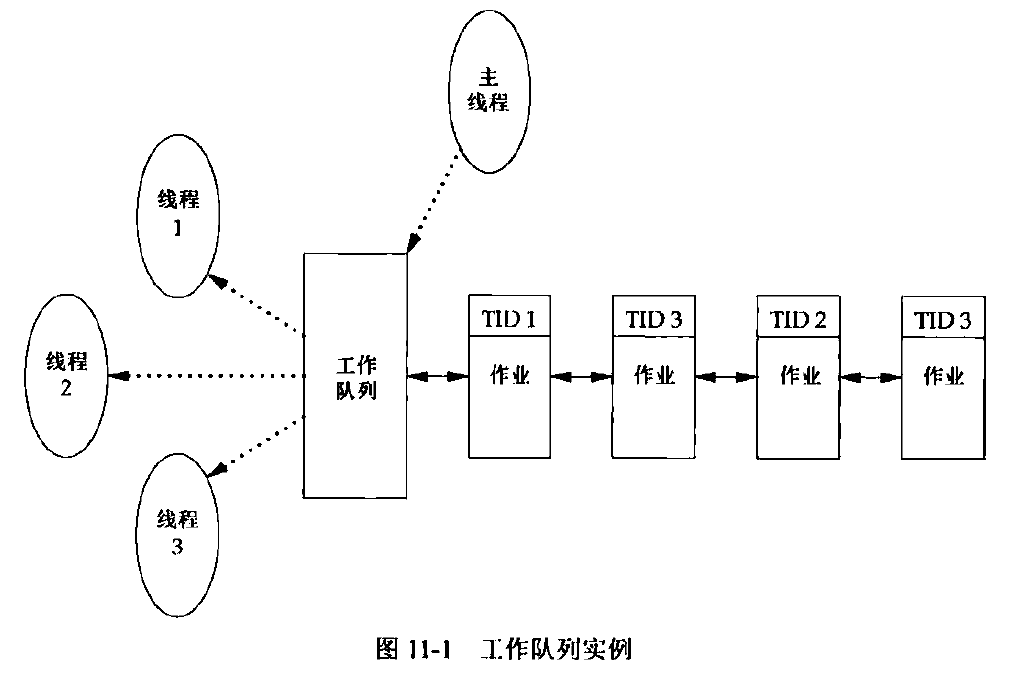 主
线程
线程
1
线程
2
线程
3
工作
队列
TID 1
作业
TID 3
作业
TID 2
作业
TID 3
作业
图 11-1 工作队列实例